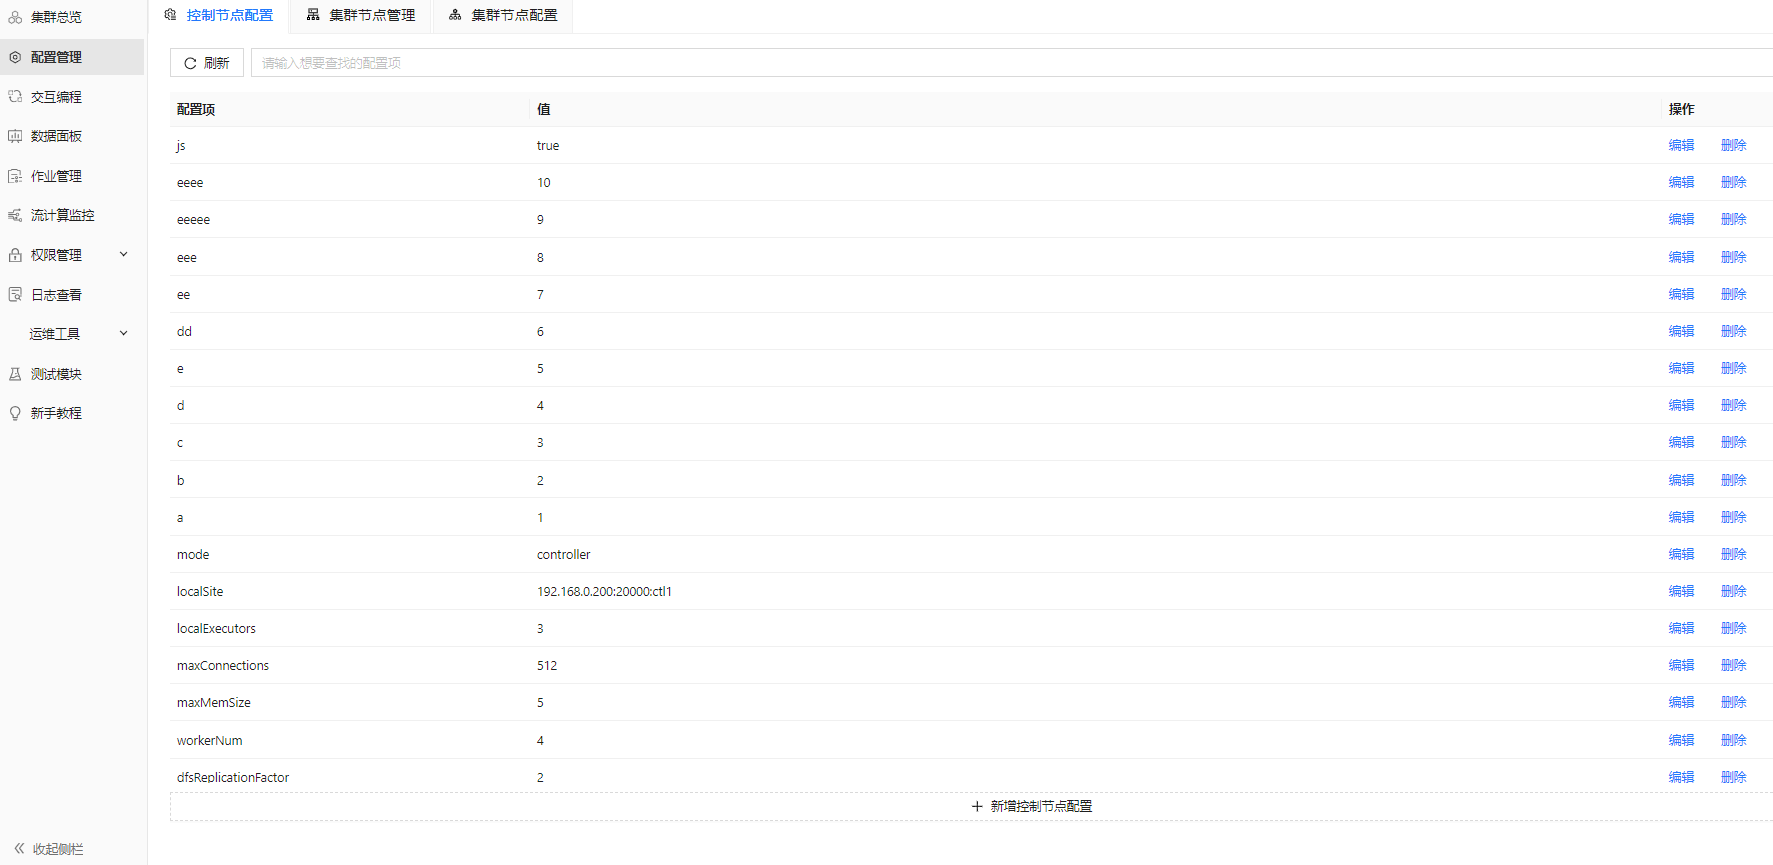 集群总览
配置管理
交互编程
数据面板
作业管理
流计算监控
权限管理
日志查看
运维工具
测试模块
新手教程
收起侧栏
控制节点配置 集群节点管理 集群节点配置
刷新 请输入想要查找的配置项
配置项 值 操作
js true 编辑 删除
eeee 10 编辑 删除
eeeee 9 编辑 删除
eee 8 编辑 删除
ee 7 编辑 删除
dd 6 编辑 删除
e 5 编辑 删除
d 4 编辑 删除
c 3 编辑 删除
b 2 编辑 删除
a 1 编辑 删除
mode controller 编辑 删除
localSite 192.168.0.200:20000:ctl1 编辑 删除
localExecutors 3 编辑 删除
maxConnections 512 编辑 删除
maxMemSize 5 编辑 删除
workerNum 4 编辑 删除
dfsReplicationFactor 2 编辑 删除
新增控制节点配置